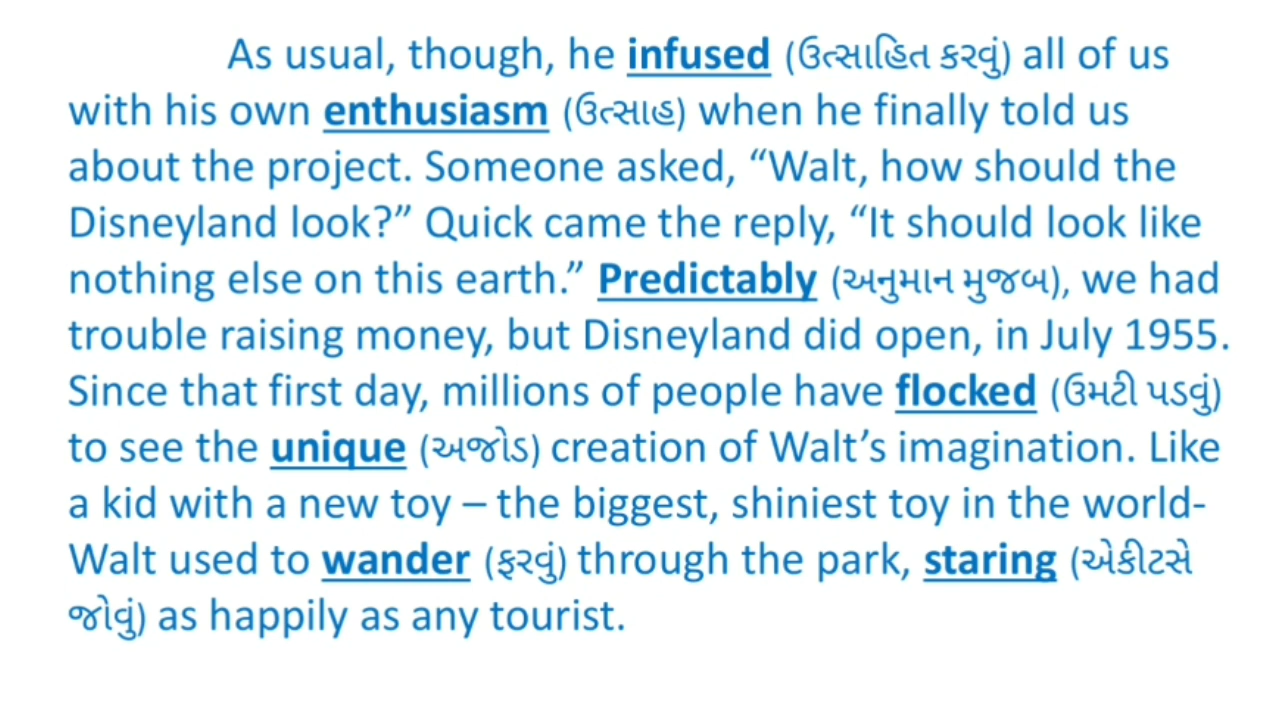 As usual, though, he infused (ઉત્સાહિત કરવું) all of us
with his own enthusiasm (ઉત્સાહ) when he finally told us
about the project. Someone asked, “Walt, how should the
Disneyland look?” Quick came the reply, “It should look like
nothing else on this earth.” Predictably (અનુમાન મુજબ), we had
trouble raising money, but Disneyland did open, in July 1955.
Since that first day, millions of people have flocked (ઉમટી પડવું)
to see the unique (અજોડ) creation of Walt’s imagination. Like
a kid with a new toy – the biggest, shiniest toy in the world-
Walt used to wander (ફરવું) through the park, staring (એકીટસે
જોવું) as happily as any tourist.